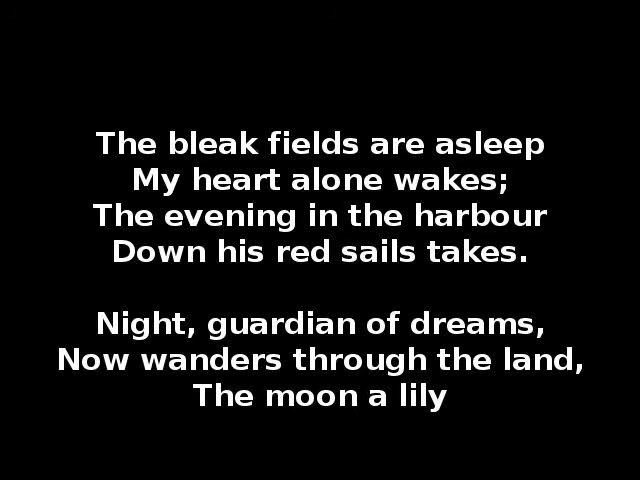 The bleak fields are asleep
My heart alone wakes;
The evening in the harbour
Down his red sails takes.

Night, guardian of dreams,
Now wanders through the land,
The moon a lily